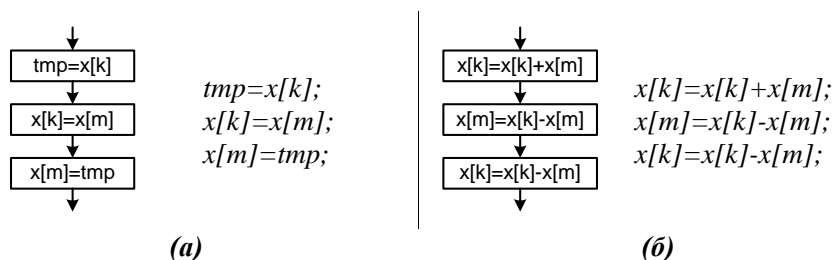 tmp=x[k]
x[k]=x[m]
x[m]=tmp
tmp=x[k];
x[k]=x[m];
x[m]=tmp;
(а)
x[k]=x[k]+x[m]
x[m]=x[k]-x[m]
x[k]=x[k]-x[m]
x[k]=x[k]+x[m];
x[m]=x[k]-x[m];
x[k]=x[k]-x[m];
(б)